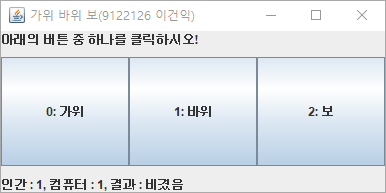 가위 바위 보(9122126 이건익)
아래의 버튼 중 하나를 클릭하시오!
0: 가위
1: 바위
2: 보
인간 : 1, 컴퓨터 : 1, 결과 : 비겼음